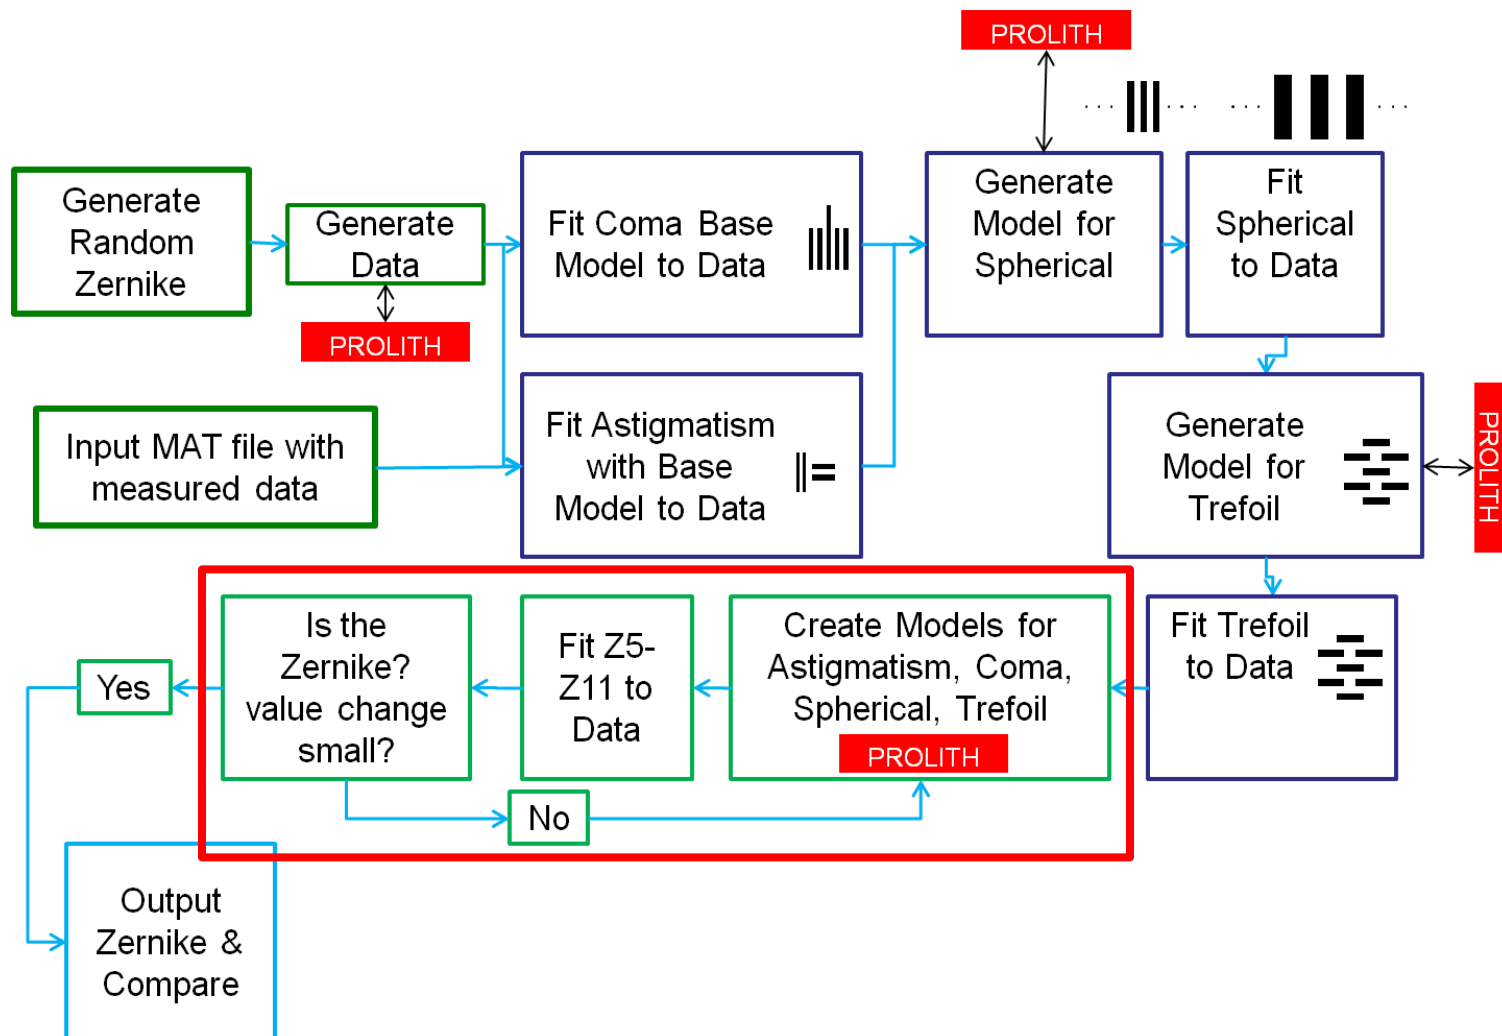 PROLITH
Generate
Random
Zernike
Generate
Data
PROLITH
Fit Coma Base
Model to Data
Generate
Model for
Spherical
Fit
Spherical
to Data
Input MAT file with
measured data
Fit Astigmatism
with Base
Model to Data
Generate
Model for
Trefoil
PROLITH
Fit Trefoil
to Data
Create Models for
Astigmatism, Coma,
Spherical, Trefoil
PROLITH
Fit Z5-
Z11 to
Data
Is the
Zernike?
value change
small?
Yes
No
Output
Zernike &
Compare